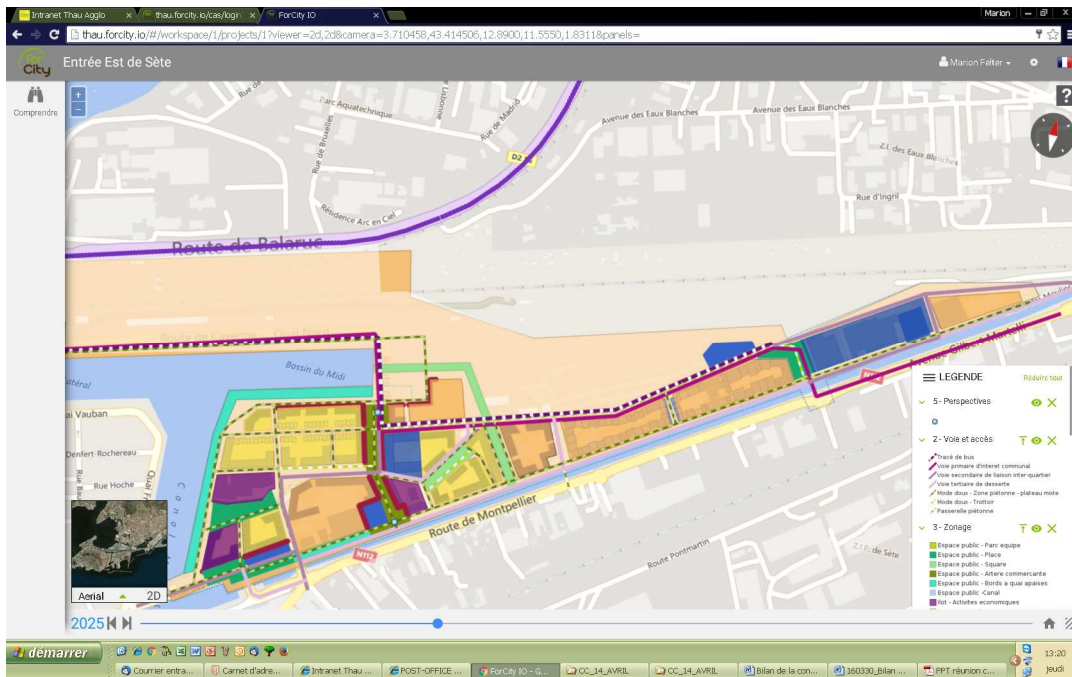 Intranet Thau Agglo
thau.forcity.io/cas/login
ForCity IO
Marion
thau.forcity.io/#/workspace/1/projects/1?viewer=2d,2d&camera=3.710458,43.414506,12.8900,11.5550,1.8311&panels=
for City
Entrée Est de Sète
Marion Felter
Comprendre
+
-
?
Parc Aquatechnique
Rue de Bruxelles
Rue de Lisbonne
Rue de Madrid
Avenue des Eaux Blanches
Avenue des Eaux Blanches
Z.I. des Eaux Blanches
Rue d'Ingril
Résidence Arc en Ciel
Route de Balaruc
Bassin du Midi
Avenue Gilbert Martelli
Denfert-Rochereau
Rue Hoche
Canal
Route de Montpellier
N112
Route Pontmartin
Z.I.P. de Sète
LEGENDE
Réduire tout
5 - Perspectives
2 - Voie et accès
Tracé de bus
Voie primaire d'interet communal
Voie secondaire de liaison inter-quartier
Voie tertiaire de desserte
Mode doux - Zone piétonne - plateau mixte
Mode doux - Trottoir
Passerelle piétonne
3 - Zonage
Espace public - Parc equipe
Espace public - Place
Espace public - Square
Espace public - Artere commercante
Espace public - Bords a quai apaises
Espace public -Canal
Ilot - Activites economiques
Aerial
2D
2025
démarrer
Courrier entra...
Carnet d'adre...
Intranet Thau ...
POST-OFFICE ...
ForCity IO - G...
CC_14_AVRIL
CC_14_AVRIL
Bilan de la con...
160330_Bilan ...
PPT réunion c...
13:20
jeudi